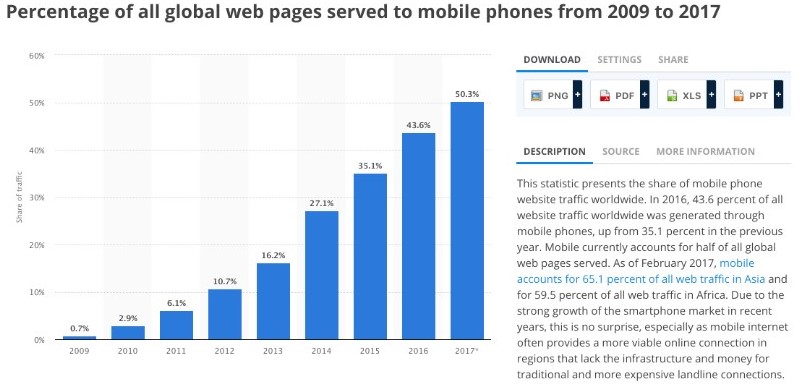 Percentage of all global web pages served to mobile phones from 2009 to 2017
60%
50%
40%
30%
20%
10%
0%
Share of traffic
0.7%
2.9%
6.1%
10.7%
16.2%
27.1%
35.1%
43.6%
50.3%
2009 2010 2011 2012 2013 2014 2015 2016 2017*
DOWNLOAD SETTINGS SHARE
PNG + PDF + XLS + PPT +
DESCRIPTION SOURCE MORE INFORMATION
This statistic presents the share of mobile phone
website traffic worldwide. In 2016, 43.6 percent of all
website traffic worldwide was generated through
mobile phones, up from 35.1 percent in the previous
year. Mobile currently accounts for half of all global
web pages served. As of February 2017, mobile
accounts for 65.1 percent of all web traffic in Asia and
for 59.5 percent of all web traffic in Africa. Due to the
strong growth of the smartphone market in recent
years, this is no surprise, especially as mobile internet
often provides a more viable online connection in
regions that lack the infrastructure and money for
traditional and more expensive landline connections.